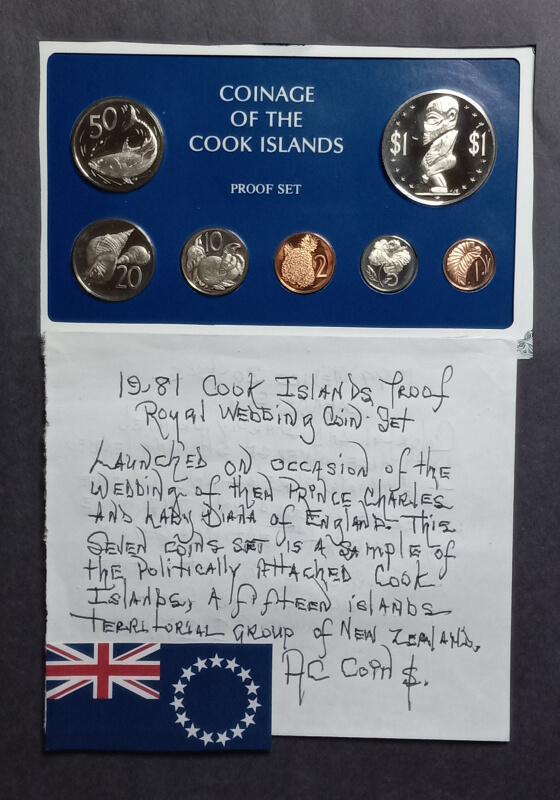 COINAGE
OF THE
COOK ISLANDS
PROOF SET
50
$1 $1
20
10
2
5
1
1981 COOK ISLANDS PROOF
ROYAL WEDDING COIN SET
LAUNCHED ON OCCASION of the
WEDDING of then PRINCE CHARLES
AND LADY DIANA of ENGLAND. This
SEVEN COINS SET IS A SAMPLE of
the POLITICALLY ATTACHED COOK
ISLANDS, A fifteen islands
TERRITORIAL GROUP of NEW ZEALAND.
AC COIN $.